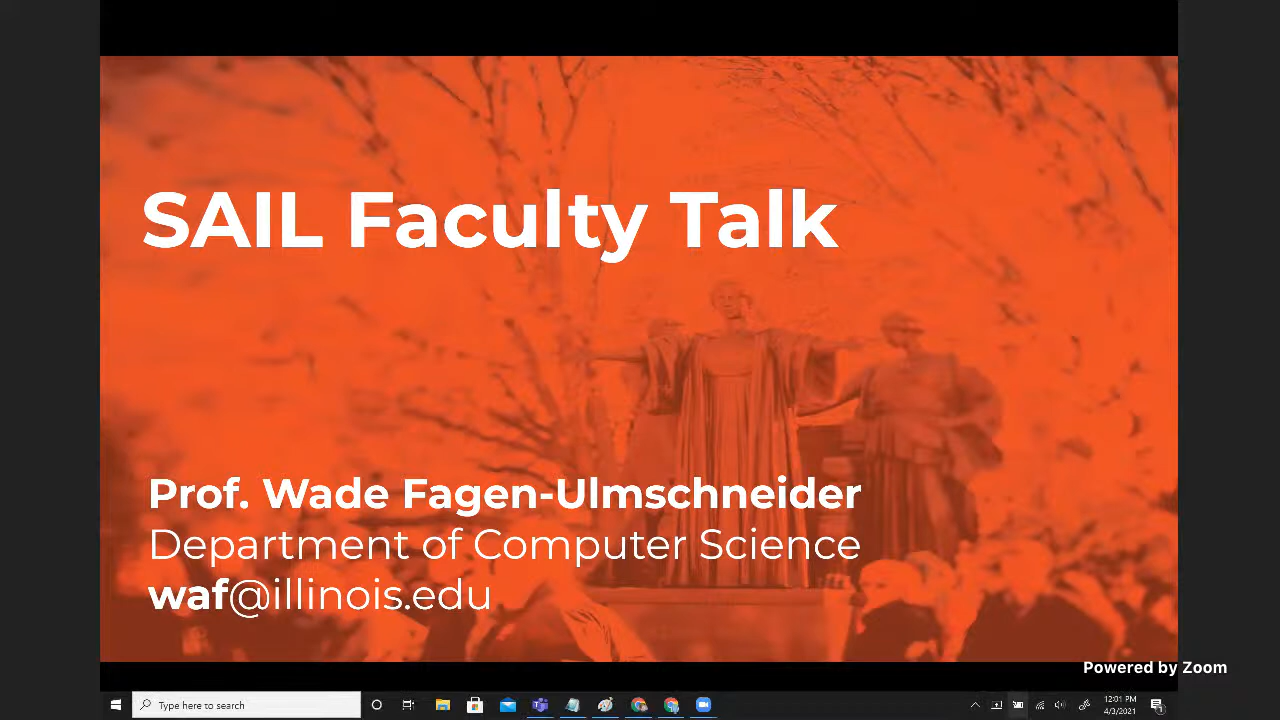 SAIL Faculty Talk
Prof. Wade Fagen-Ulmschneider
Department of Computer Science
waf@illinois.edu
Powered by Zoom
Type here to search
12:01 PM
4/3/2021